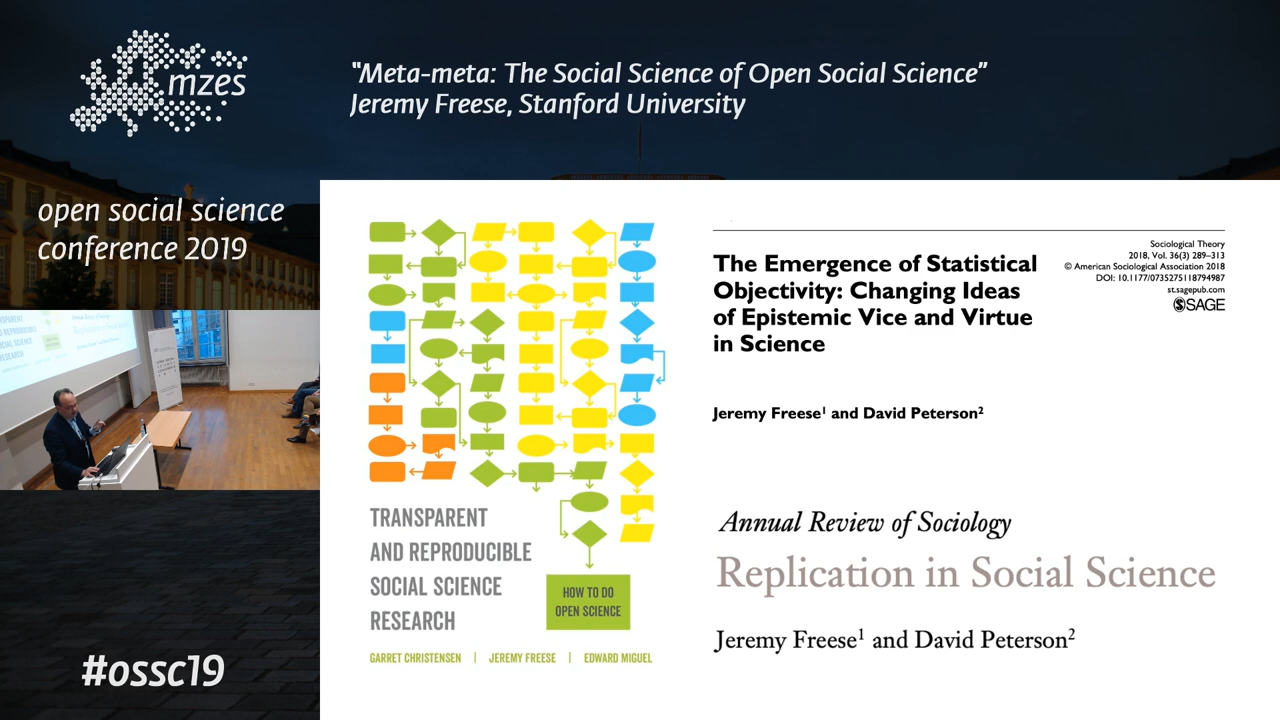 mzes
“Meta-meta: The Social Science of Open Social Science”
Jeremy Freese, Stanford University
open social science
conference 2019
#ossc19
TRANSPARENT
AND REPRODUCIBLE
SOCIAL SCIENCE
RESEARCH
HOW TO DO
OPEN SCIENCE
GARRET CHRISTENSEN | JEREMY FREESE | EDWARD MIGUEL
The Emergence of Statistical
Objectivity: Changing Ideas
of Epistemic Vice and Virtue
in Science
Sociological Theory
2018, Vol. 36(3) 289–313
© American Sociological Association 2018
DOI: 10.1177/0735275118794987
st.sagepub.com
SAGE
Jeremy Freese¹ and David Peterson²
Annual Review of Sociology
Replication in Social Science
Jeremy Freese¹ and David Peterson²